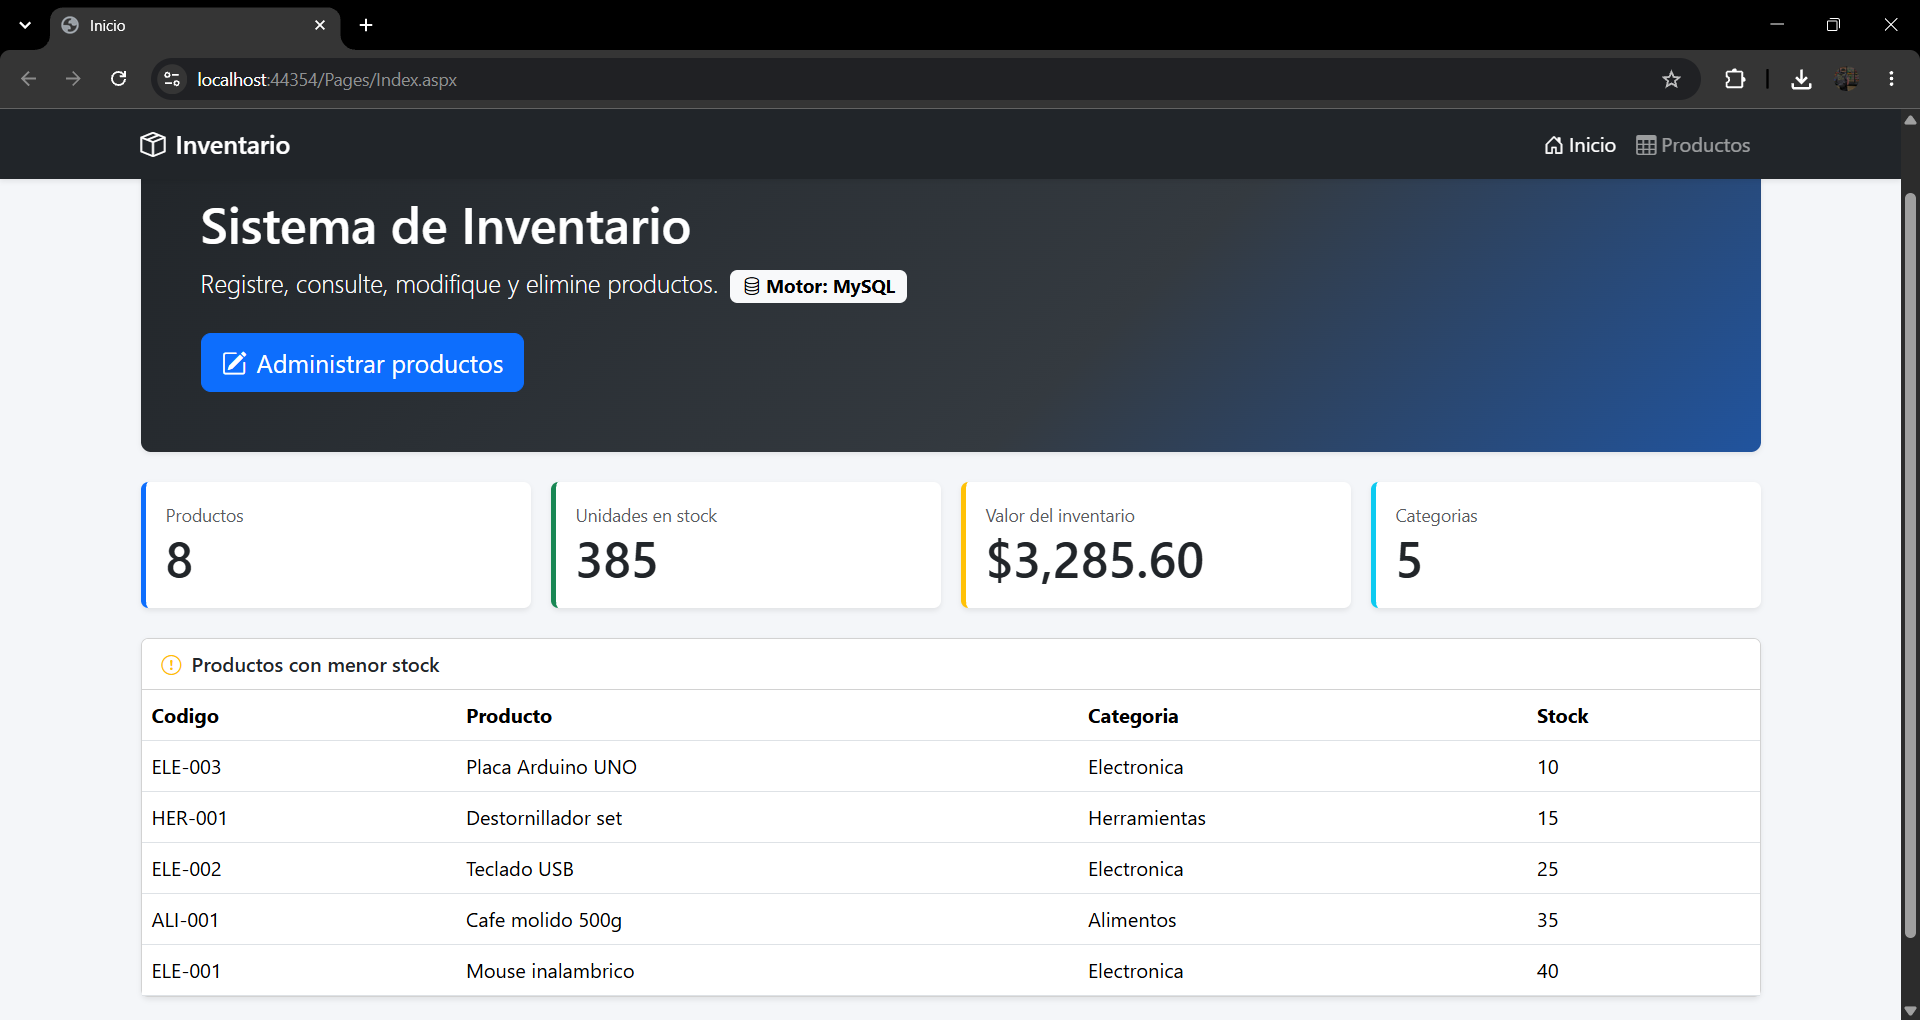 Inicio
localhost:44354/Pages/Index.aspx
Inventario
Inicio
Productos
Sistema de Inventario
Registre, consulte, modifique y elimine productos.
Motor: MySQL
Administrar productos
Productos
8
Unidades en stock
385
Valor del inventario
$3,285.60
Categorias
5
Productos con menor stock
Codigo Producto Categoria Stock
ELE-003 Placa Arduino UNO Electronica 10
HER-001 Destornillador set Herramientas 15
ELE-002 Teclado USB Electronica 25
ALI-001 Cafe molido 500g Alimentos 35
ELE-001 Mouse inalambrico Electronica 40